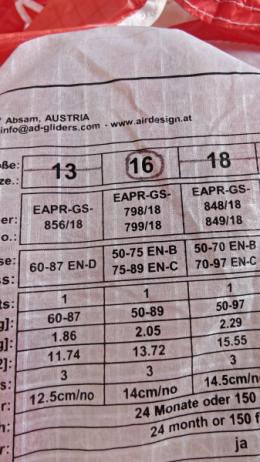 Absam, AUSTRIA
info@ad-gliders.com - www.airdesign.at
13 16 18
EAPR-GS- EAPR-GS- EAPR-GS-
856/18 798/18 848/18
799/18 849/18
60-87 EN-D 50-75 EN-B 50-70 EN-B
75-89 EN-C 70-97 EN-C
1 1 1
60-87 50-89 50-97
1.86 2.05 2.29
11.74 13.72 15.55
3 3 3
12.5cm/no 14cm/no 14.5cm/n
24 Monate oder 150
24 month or 150 f
ja